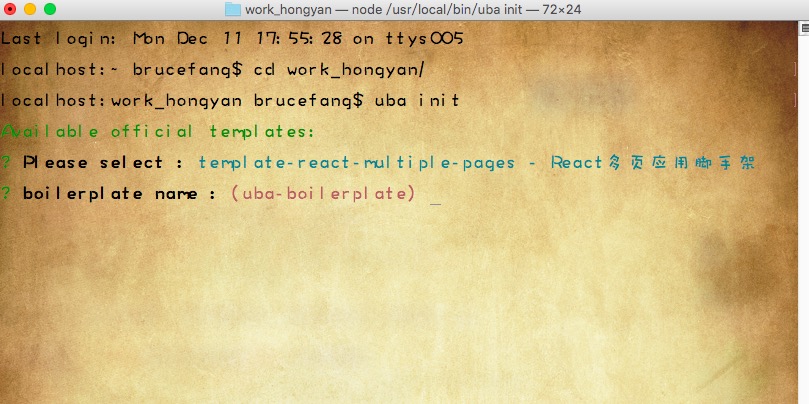 work_hongyan — node /usr/local/bin/uba init — 72×24
Last login: Mon Dec 11 17:55:28 on ttys005
localhost:~ brucefang$ cd work_hongyan/
localhost:work_hongyan brucefang$ uba init
Available official templates:
? Please select : template-react-multiple-pages - React多页应用脚手架
? boilerplate name : (uba-boilerplate) _